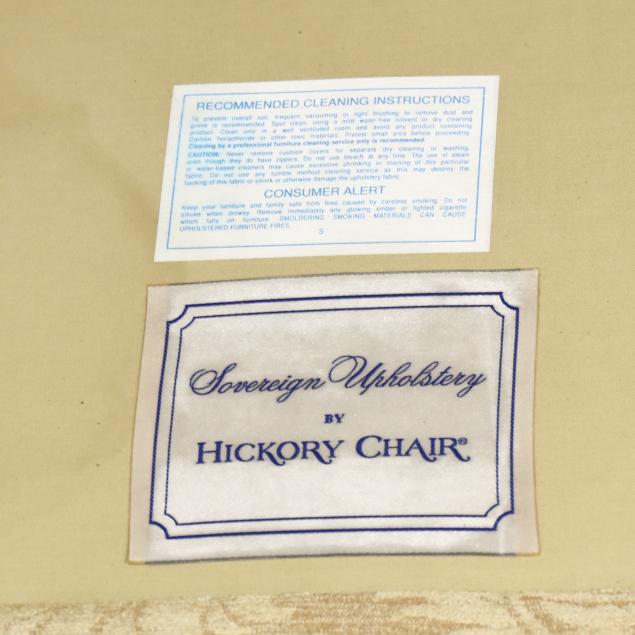 RECOMMENDED CLEANING INSTRUCTIONS
To prevent overall soil, frequent vacuuming or light brushing to remove dust and
grime is recommended. Spot clean, using a mild water-free solvent or dry cleaning
product. Clean only in a well ventilated room and avoid any product containing
Carbon Tetrachloride or other toxic materials. Pretest small area before proceeding.
Cleaning by a professional furniture cleaning service only is recommended.
CAUTION: Never remove cushion covers for separate dry cleaning or washing,
even though they do have zippers. Do not use bleach at any time. The use of steam
or water-based cleaners may cause excessive shrinking or staining of this particular
fabric. Do not use any tumble method cleaning service as this may destroy the
backing of this fabric or shrink or otherwise damage the upholstery fabric.
CONSUMER ALERT
Keep your furniture and family safe from fires caused by careless smoking. Do not
smoke when drowsy. Remove immediately any glowing ember or lighted cigarette
which falls on furniture. SMOLDERING SMOKING MATERIALS CAN CAUSE
UPHOLSTERED FURNITURE FIRES.
S
Sovereign Upholstery
BY
HICKORY CHAIR®